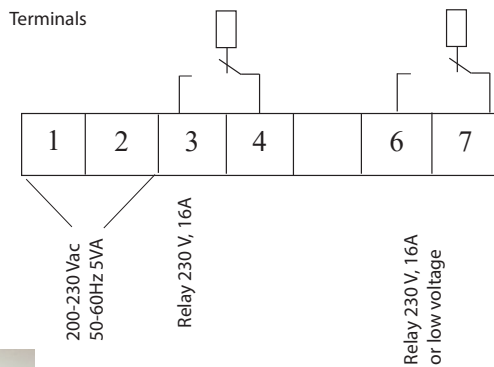 Terminals
1 2 3 4 6 7
200-230 Vac
50-60Hz 5VA
Relay 230 V, 16A
Relay 230 V, 16A
or low voltage